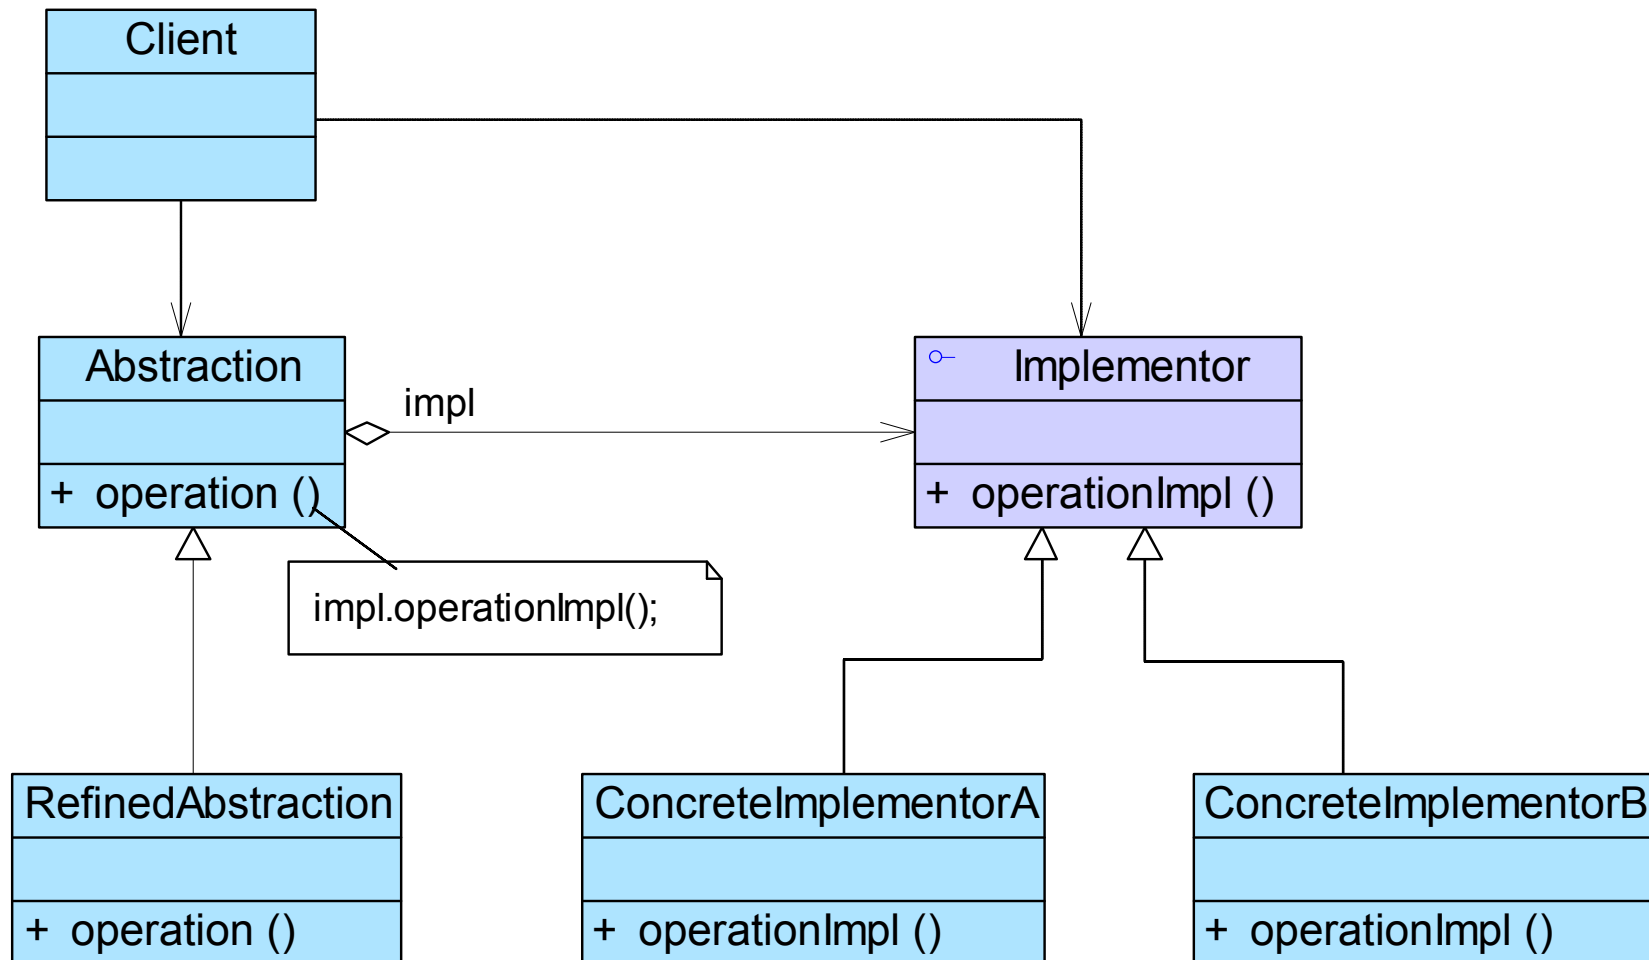 Client
Abstraction
impl
Implementor
+ operation ()
+ operationImpl ()
impl.operationImpl();
RefinedAbstraction
ConcreteImplementorA
ConcreteImplementorB
+ operation ()
+ operationImpl ()
+ operationImpl ()